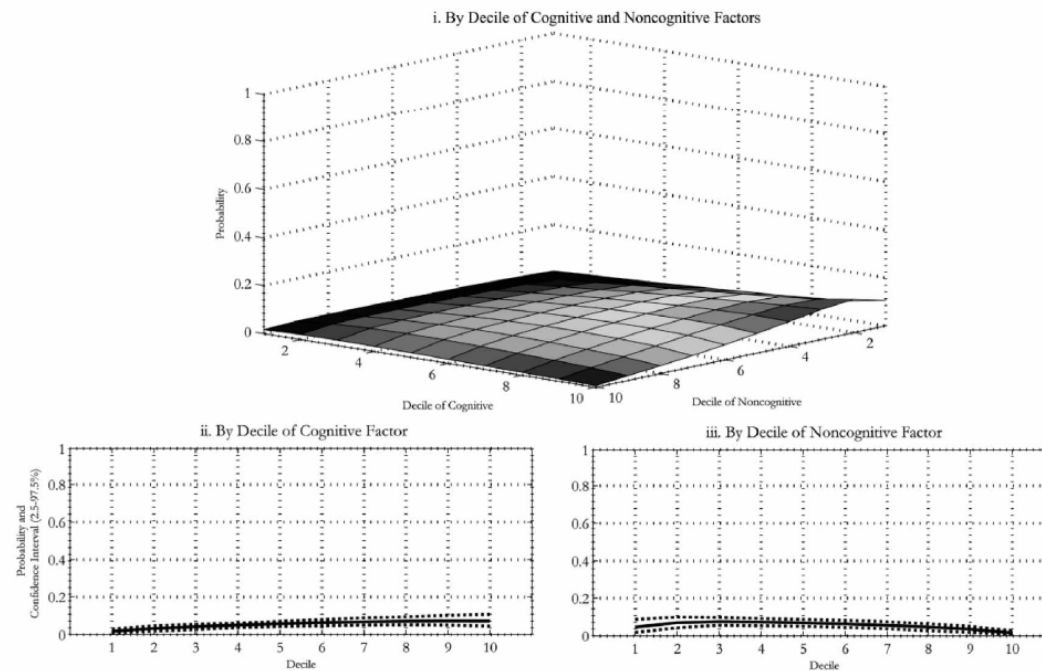 i. By Decile of Cognitive and Noncognitive Factors
1
0.8
0.6
0.4
0.2
0
Probability
2
4
6
8
10
Decile of Cognitive
10
8
6
4
2
Decile of Noncognitive
ii. By Decile of Cognitive Factor
Probability and
Confidence Interval (2.5-97.5%)
1
0.8
0.6
0.4
0.2
0
1 2 3 4 5 6 7 8 9 10
Decile
iii. By Decile of Noncognitive Factor
1
0.8
0.6
0.4
0.2
0
1 2 3 4 5 6 7 8 9 10
Decile